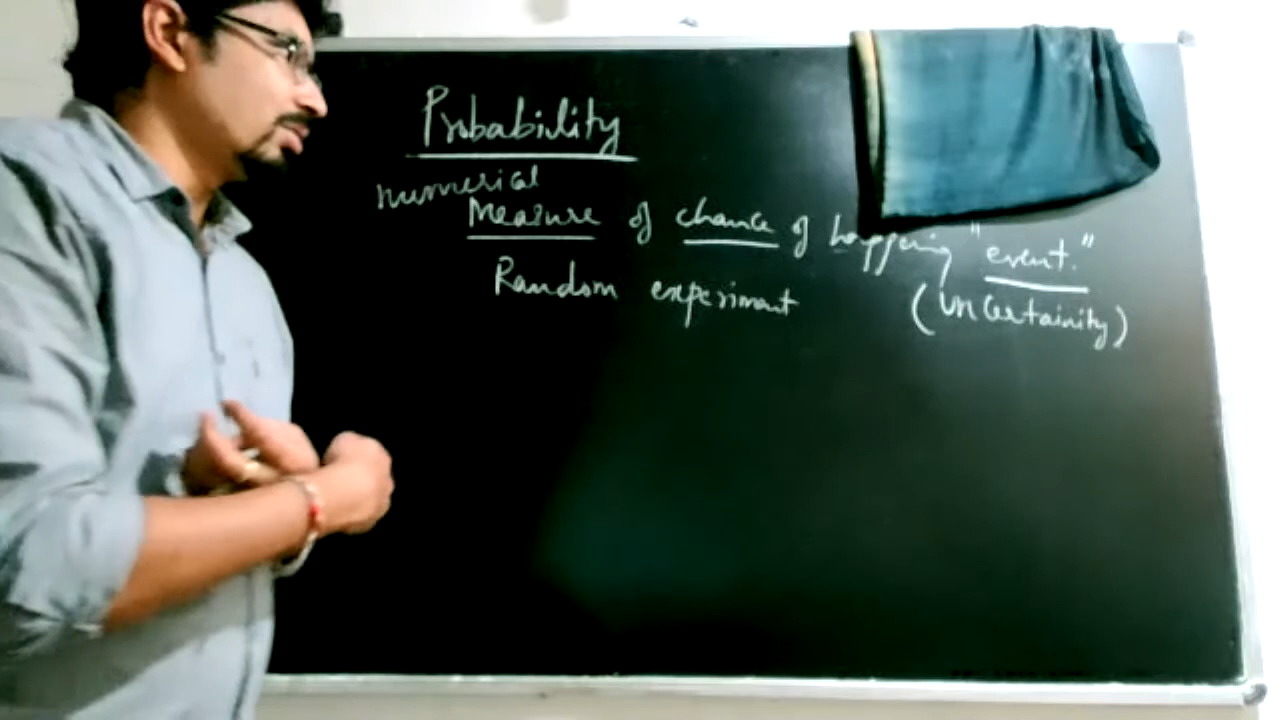 Probability
Numerical
Measure of chance of happening "event."
Random experiment (Uncertainity)